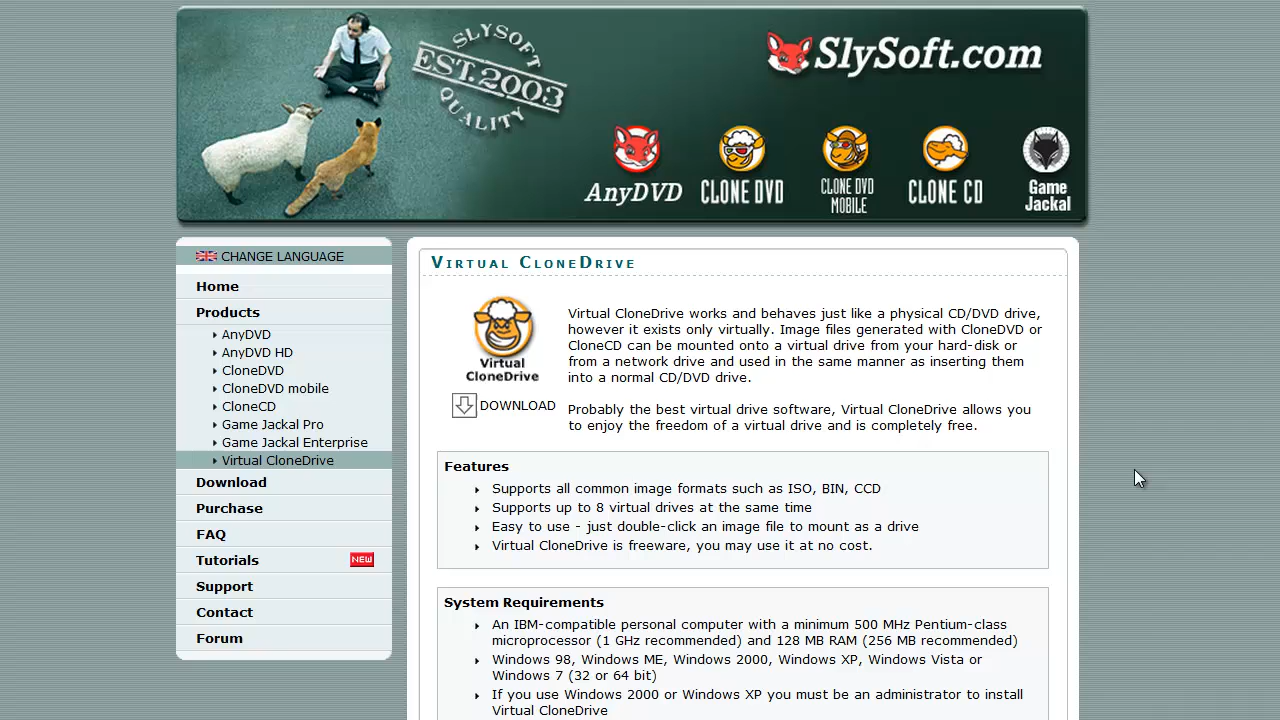 SLYSOFT
EST.2003
QUALITY
SlySoft.com
AnyDVD
CLONE DVD
CLONE DVD
MOBILE
CLONE CD
Game
Jackal
CHANGE LANGUAGE
Home
Products
AnyDVD
AnyDVD HD
CloneDVD
CloneDVD mobile
CloneCD
Game Jackal Pro
Game Jackal Enterprise
Virtual CloneDrive
Download
Purchase
FAQ
Tutorials NEW
Support
Contact
Forum
VIRTUAL CLONEDRIVE
Virtual
CloneDrive
DOWNLOAD
Virtual CloneDrive works and behaves just like a physical CD/DVD drive,
however it exists only virtually. Image files generated with CloneDVD or
CloneCD can be mounted onto a virtual drive from your hard-disk or
from a network drive and used in the same manner as inserting them
into a normal CD/DVD drive.
Probably the best virtual drive software, Virtual CloneDrive allows you
to enjoy the freedom of a virtual drive and is completely free.
Features
Supports all common image formats such as ISO, BIN, CCD
Supports up to 8 virtual drives at the same time
Easy to use - just double-click an image file to mount as a drive
Virtual CloneDrive is freeware, you may use it at no cost.
System Requirements
An IBM-compatible personal computer with a minimum 500 MHz Pentium-class
microprocessor (1 GHz recommended) and 128 MB RAM (256 MB recommended)
Windows 98, Windows ME, Windows 2000, Windows XP, Windows Vista or
Windows 7 (32 or 64 bit)
If you use Windows 2000 or Windows XP you must be an administrator to install
Virtual CloneDrive